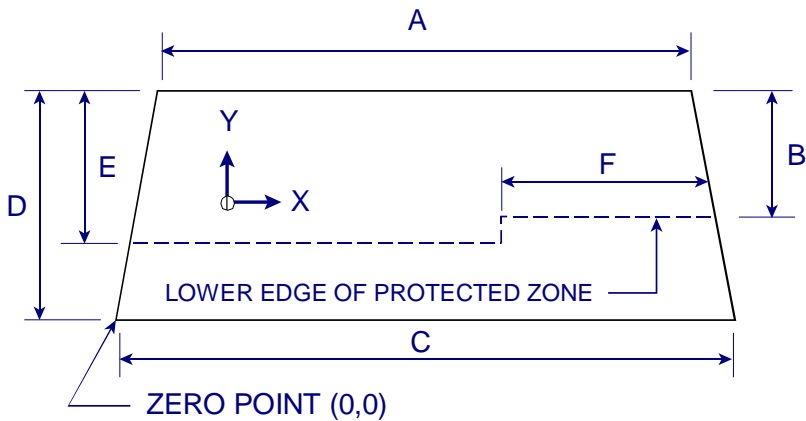 A
Y
E
B
F
D
X
LOWER EDGE OF PROTECTED ZONE
C
ZERO POINT (0,0)